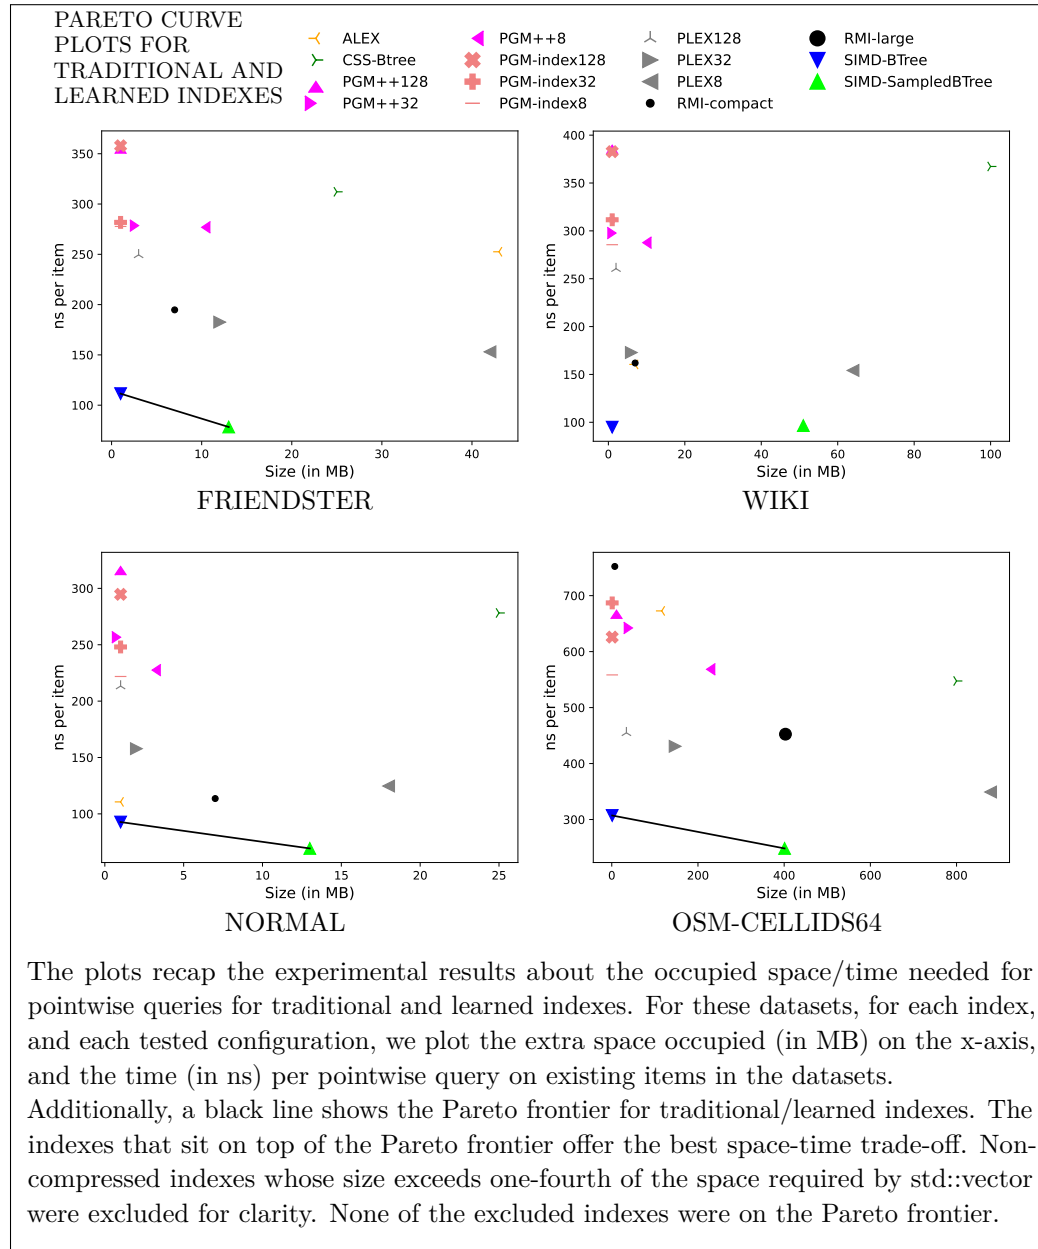 PARETO CURVE
PLOTS FOR
TRADITIONAL AND
LEARNED INDEXES
ALEX
CSS-Btree
PGM++128
PGM++32
PGM++8
PGM-index128
PGM-index32
PGM-index8
PLEX128
PLEX32
PLEX8
RMI-compact
RMI-large
SIMD-BTree
SIMD-SampledBTree
350
300
250
200
150
100
ns per item
0 10 20 30 40
Size (in MB)
FRIENDSTER
400
350
300
250
200
150
100
ns per item
0 20 40 60 80 100
Size (in MB)
WIKI
300
250
200
150
100
ns per item
0 5 10 15 20 25
Size (in MB)
NORMAL
700
600
500
400
300
ns per item
0 200 400 600 800
Size (in MB)
OSM-CELLIDS64
The plots recap the experimental results about the occupied space/time needed for
pointwise queries for traditional and learned indexes. For these datasets, for each index,
and each tested configuration, we plot the extra space occupied (in MB) on the x-axis,
and the time (in ns) per pointwise query on existing items in the datasets.
Additionally, a black line shows the Pareto frontier for traditional/learned indexes. The
indexes that sit on top of the Pareto frontier offer the best space-time trade-off. Non-
compressed indexes whose size exceeds one-fourth of the space required by std::vector
were excluded for clarity. None of the excluded indexes were on the Pareto frontier.